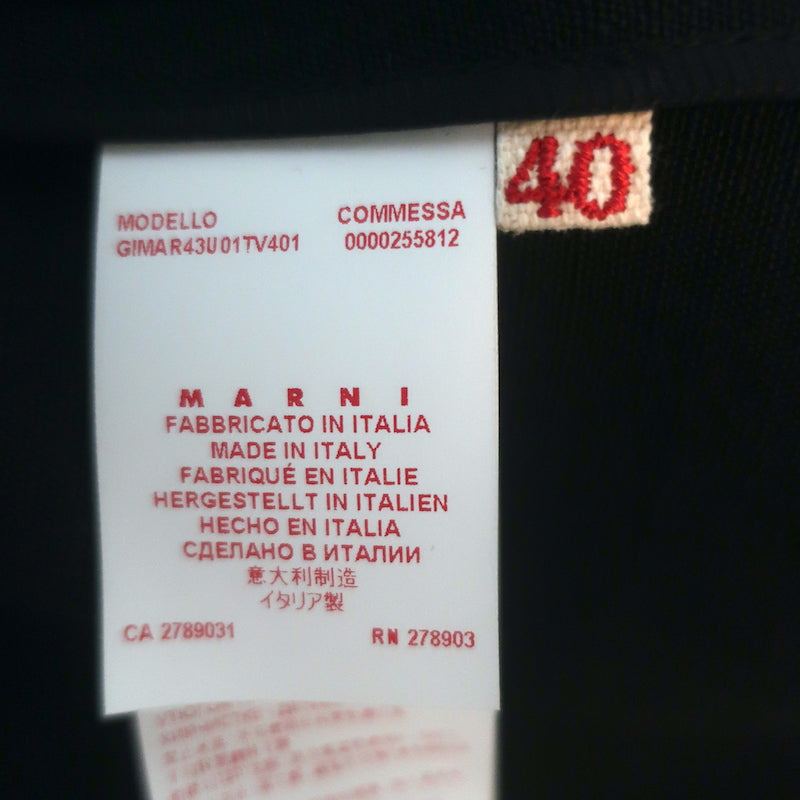 40
MODELLO
GIMAR43U01TV401
COMMESSA
0000255812
MARNI
FABBRICATO IN ITALIA
MADE IN ITALY
FABRIQUÉ EN ITALIE
HERGESTELLT IN ITALIEN
HECHO EN ITALIA
СДЕЛАНО В ИТАЛИИ
意大利制造
イタリア製
CA 2789031
RN 278903